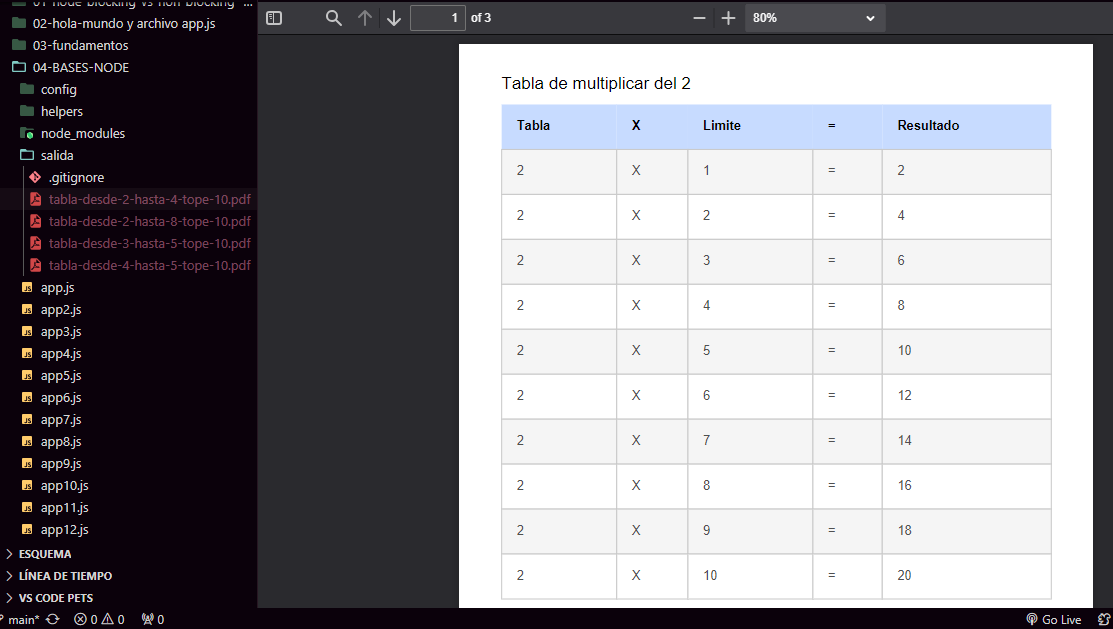 01-node-blocking vs non-blocking ...
02-hola-mundo y archivo app.js
03-fundamentos
04-BASES-NODE
config
helpers
node_modules
salida
.gitignore
tabla-desde-2-hasta-4-tope-10.pdf
tabla-desde-2-hasta-8-tope-10.pdf
tabla-desde-3-hasta-5-tope-10.pdf
tabla-desde-4-hasta-5-tope-10.pdf
app.js
app2.js
app3.js
app4.js
app5.js
app6.js
app7.js
app8.js
app9.js
app10.js
app11.js
app12.js
ESQUEMA
LÍNEA DE TIEMPO
VS CODE PETS
1 of 3
80%
Tabla de multiplicar del 2
Tabla X Limite = Resultado
2 X 1 = 2
2 X 2 = 4
2 X 3 = 6
2 X 4 = 8
2 X 5 = 10
2 X 6 = 12
2 X 7 = 14
2 X 8 = 16
2 X 9 = 18
2 X 10 = 20
main* 0 0 0 Go Live